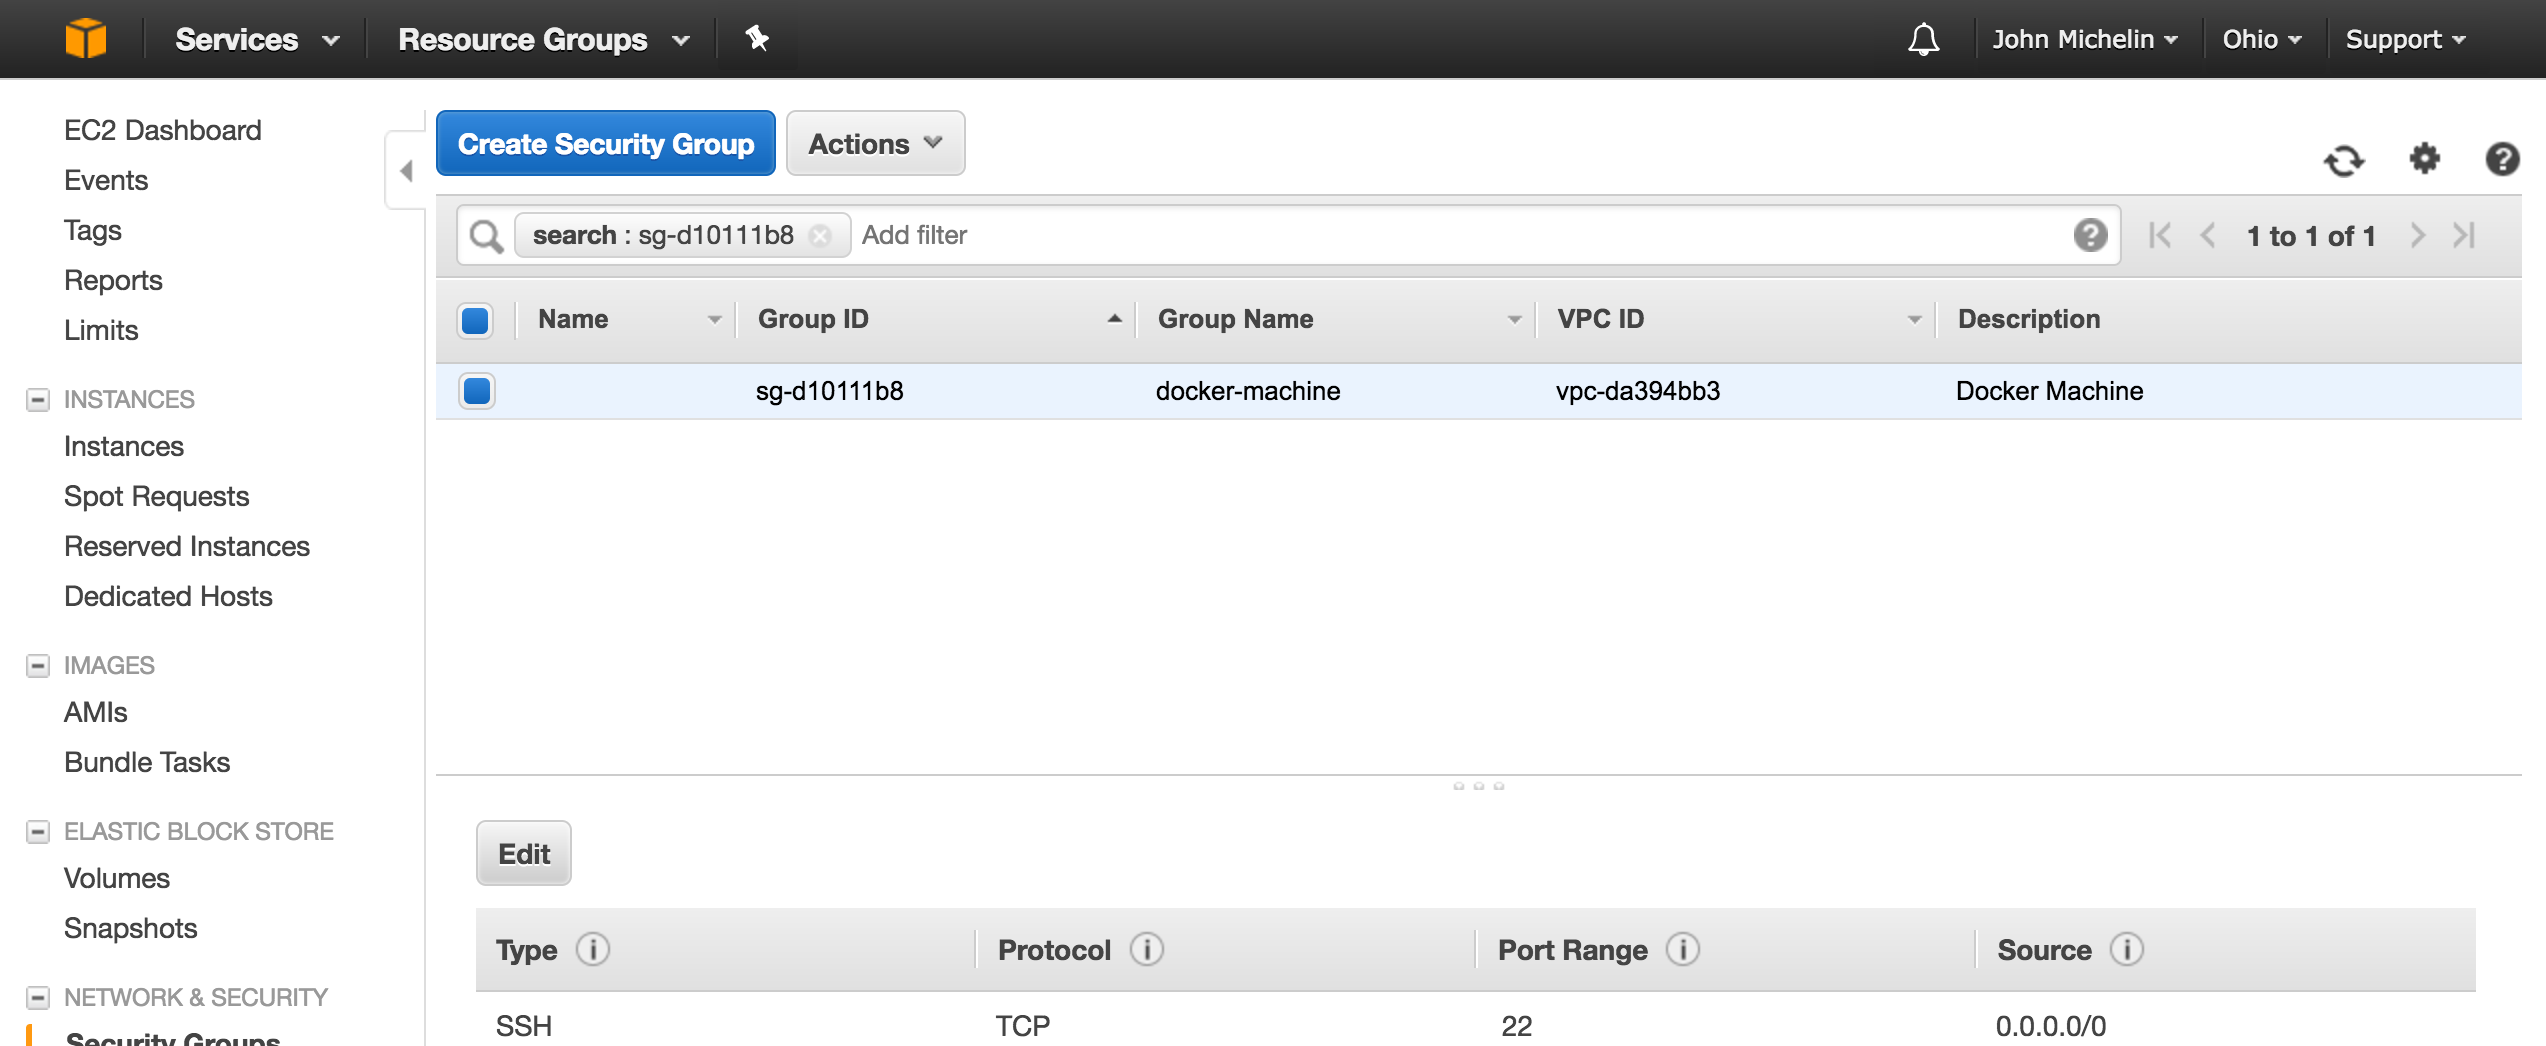 Services
Resource Groups
John Michelin
Ohio
Support
EC2 Dashboard
Events
Tags
Reports
Limits
INSTANCES
Instances
Spot Requests
Reserved Instances
Dedicated Hosts
IMAGES
AMIs
Bundle Tasks
ELASTIC BLOCK STORE
Volumes
Snapshots
NETWORK & SECURITY
Security Groups
Create Security Group
Actions
search : sg-d10111b8 Add filter
1 to 1 of 1
Name Group ID Group Name VPC ID Description
sg-d10111b8 docker-machine vpc-da394bb3 Docker Machine
Edit
Type Protocol Port Range Source
SSH TCP 22 0.0.0.0/0